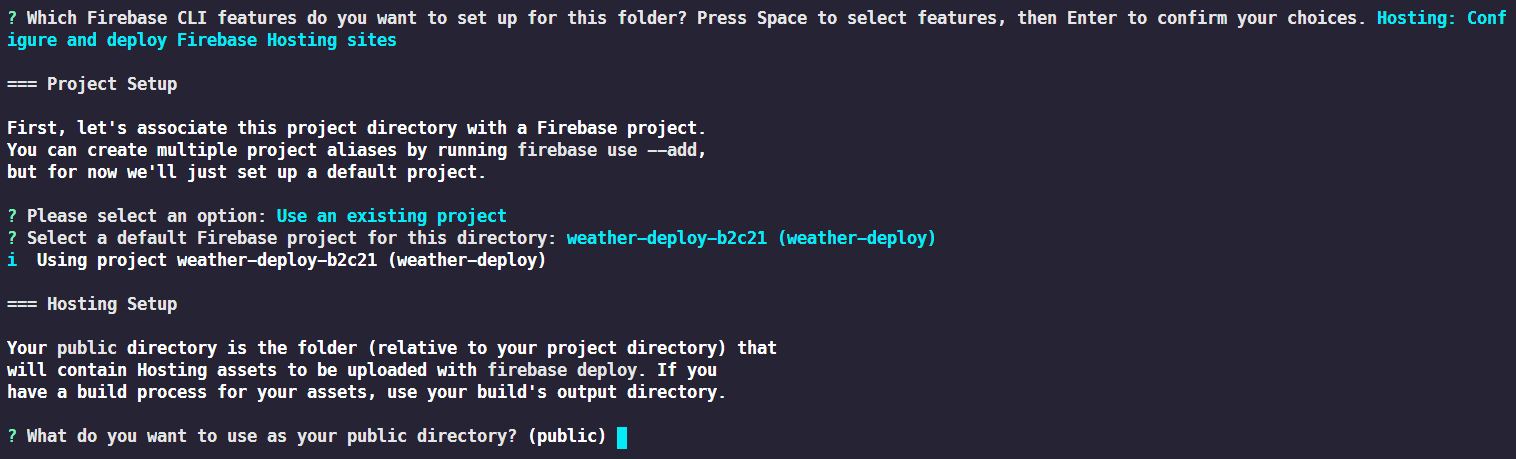 ? Which Firebase CLI features do you want to set up for this folder? Press Space to select features, then Enter to confirm your choices. Hosting: Conf
igure and deploy Firebase Hosting sites
=== Project Setup
First, let's associate this project directory with a Firebase project.
You can create multiple project aliases by running firebase use --add,
but for now we'll just set up a default project.
? Please select an option: Use an existing project
? Select a default Firebase project for this directory: weather-deploy-b2c21 (weather-deploy)
i  Using project weather-deploy-b2c21 (weather-deploy)
=== Hosting Setup
Your public directory is the folder (relative to your project directory) that
will contain Hosting assets to be uploaded with firebase deploy. If you
have a build process for your assets, use your build's output directory.
? What do you want to use as your public directory? (public)